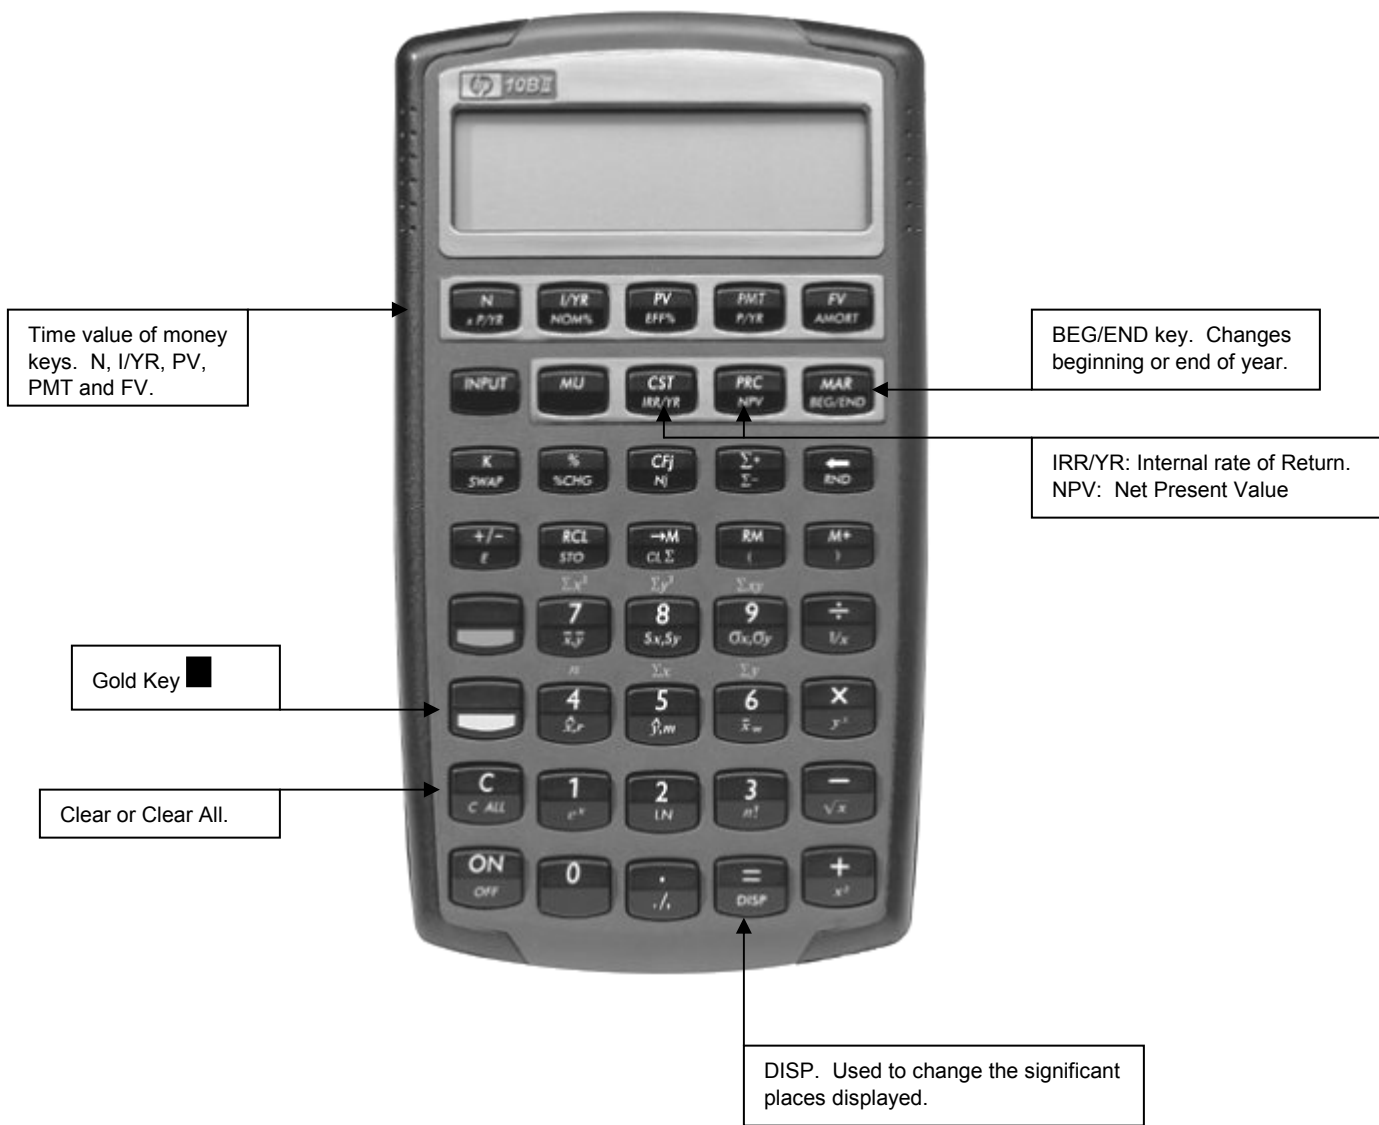 hp 10BII
N I/YR PV PMT FV
x P/YR NOM% EFF% P/YR AMORT
Time value of money
keys. N, I/YR, PV,
PMT and FV.
BEG/END key. Changes
beginning or end of year.
INPUT MU CST PRC MAR
IRR/YR NPV BEG/END
IRR/YR: Internal rate of Return.
NPV: Net Present Value
K % CFj Σ+ ←
SWAP %CHG Nj Σ− RND
+/− RCL →M RM M+
E STO CL Σ ( )
Σx² Σy² Σxy
7 8 9 ÷
x̄,ȳ Sx,Sy σx,σy 1/x
Gold Key
n Σx Σy
4 5 6 ×
x̂,r ŷ,m x̄w yˣ
Clear or Clear All.
C 1 2 3 −
C ALL eˣ LN n! √x
ON 0 . = +
OFF ./, DISP x²
DISP. Used to change the significant
places displayed.